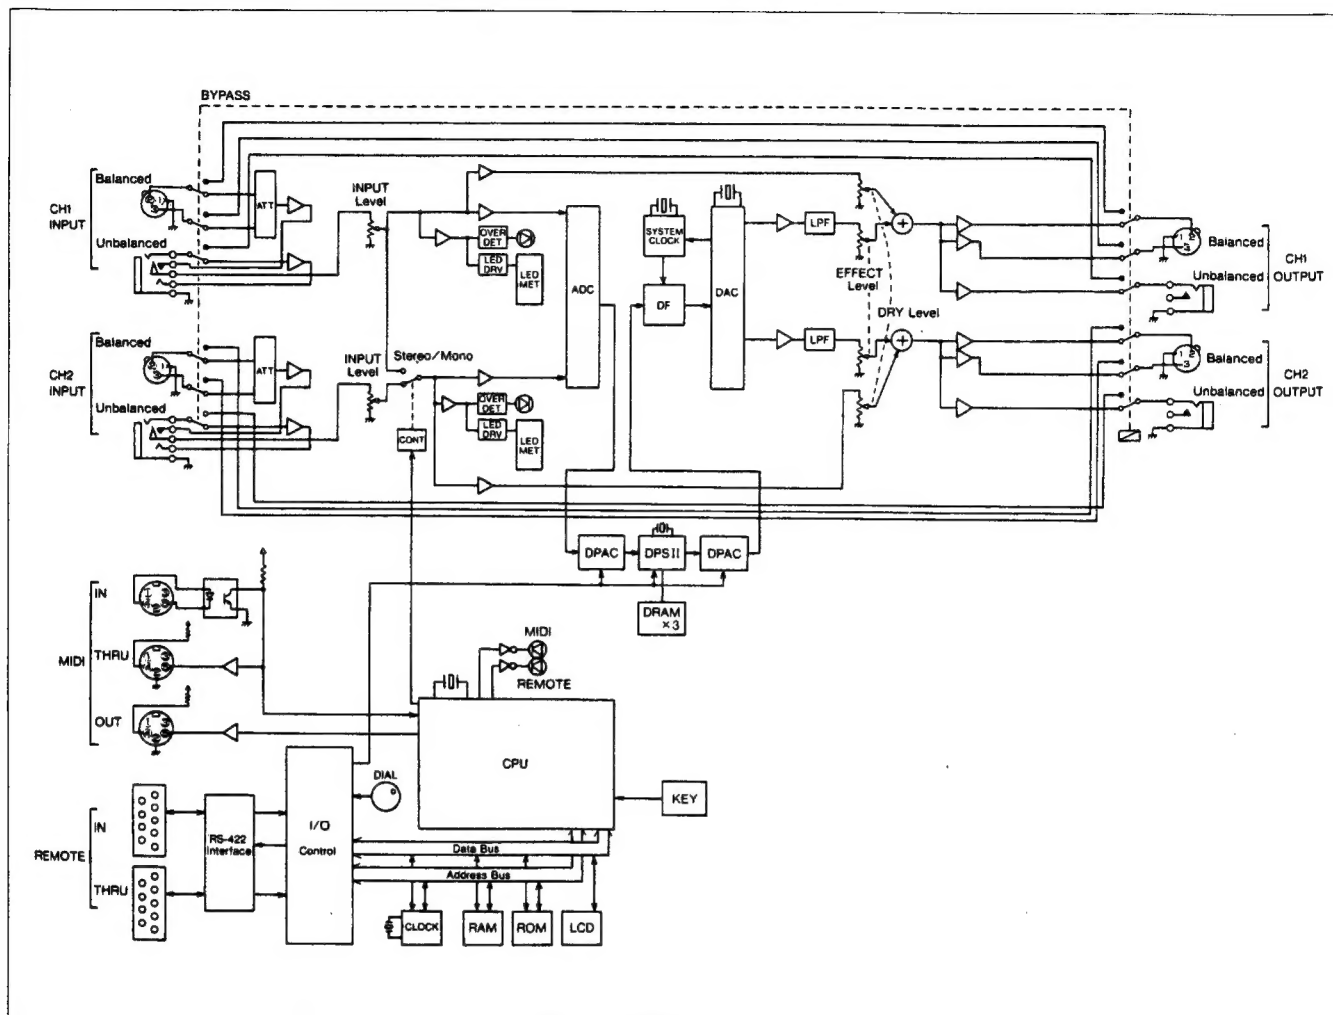 BYPASS
Balanced
CH1
INPUT
Unbalanced
ATT
INPUT
Level
OVER
DET
LED
DRV
LED
MET
ADC
SYSTEM
CLOCK
DF
DAC
LPF
EFFECT
Level
DRY Level
LPF
Balanced
Unbalanced
CH1
OUTPUT
Balanced
CH2
INPUT
Unbalanced
ATT
INPUT
Level
Stereo/Mono
CONT
OVER
DET
LED
DRV
LED
MET
Balanced
Unbalanced
CH2
OUTPUT
DPAC
DPSII
DPAC
DRAM
×3
MIDI
IN
THRU
OUT
MIDI
REMOTE
CPU
KEY
DIAL
REMOTE
IN
THRU
RS-422
Interface
I/O
Control
Data Bus
Address Bus
CLOCK
RAM
ROM
LCD